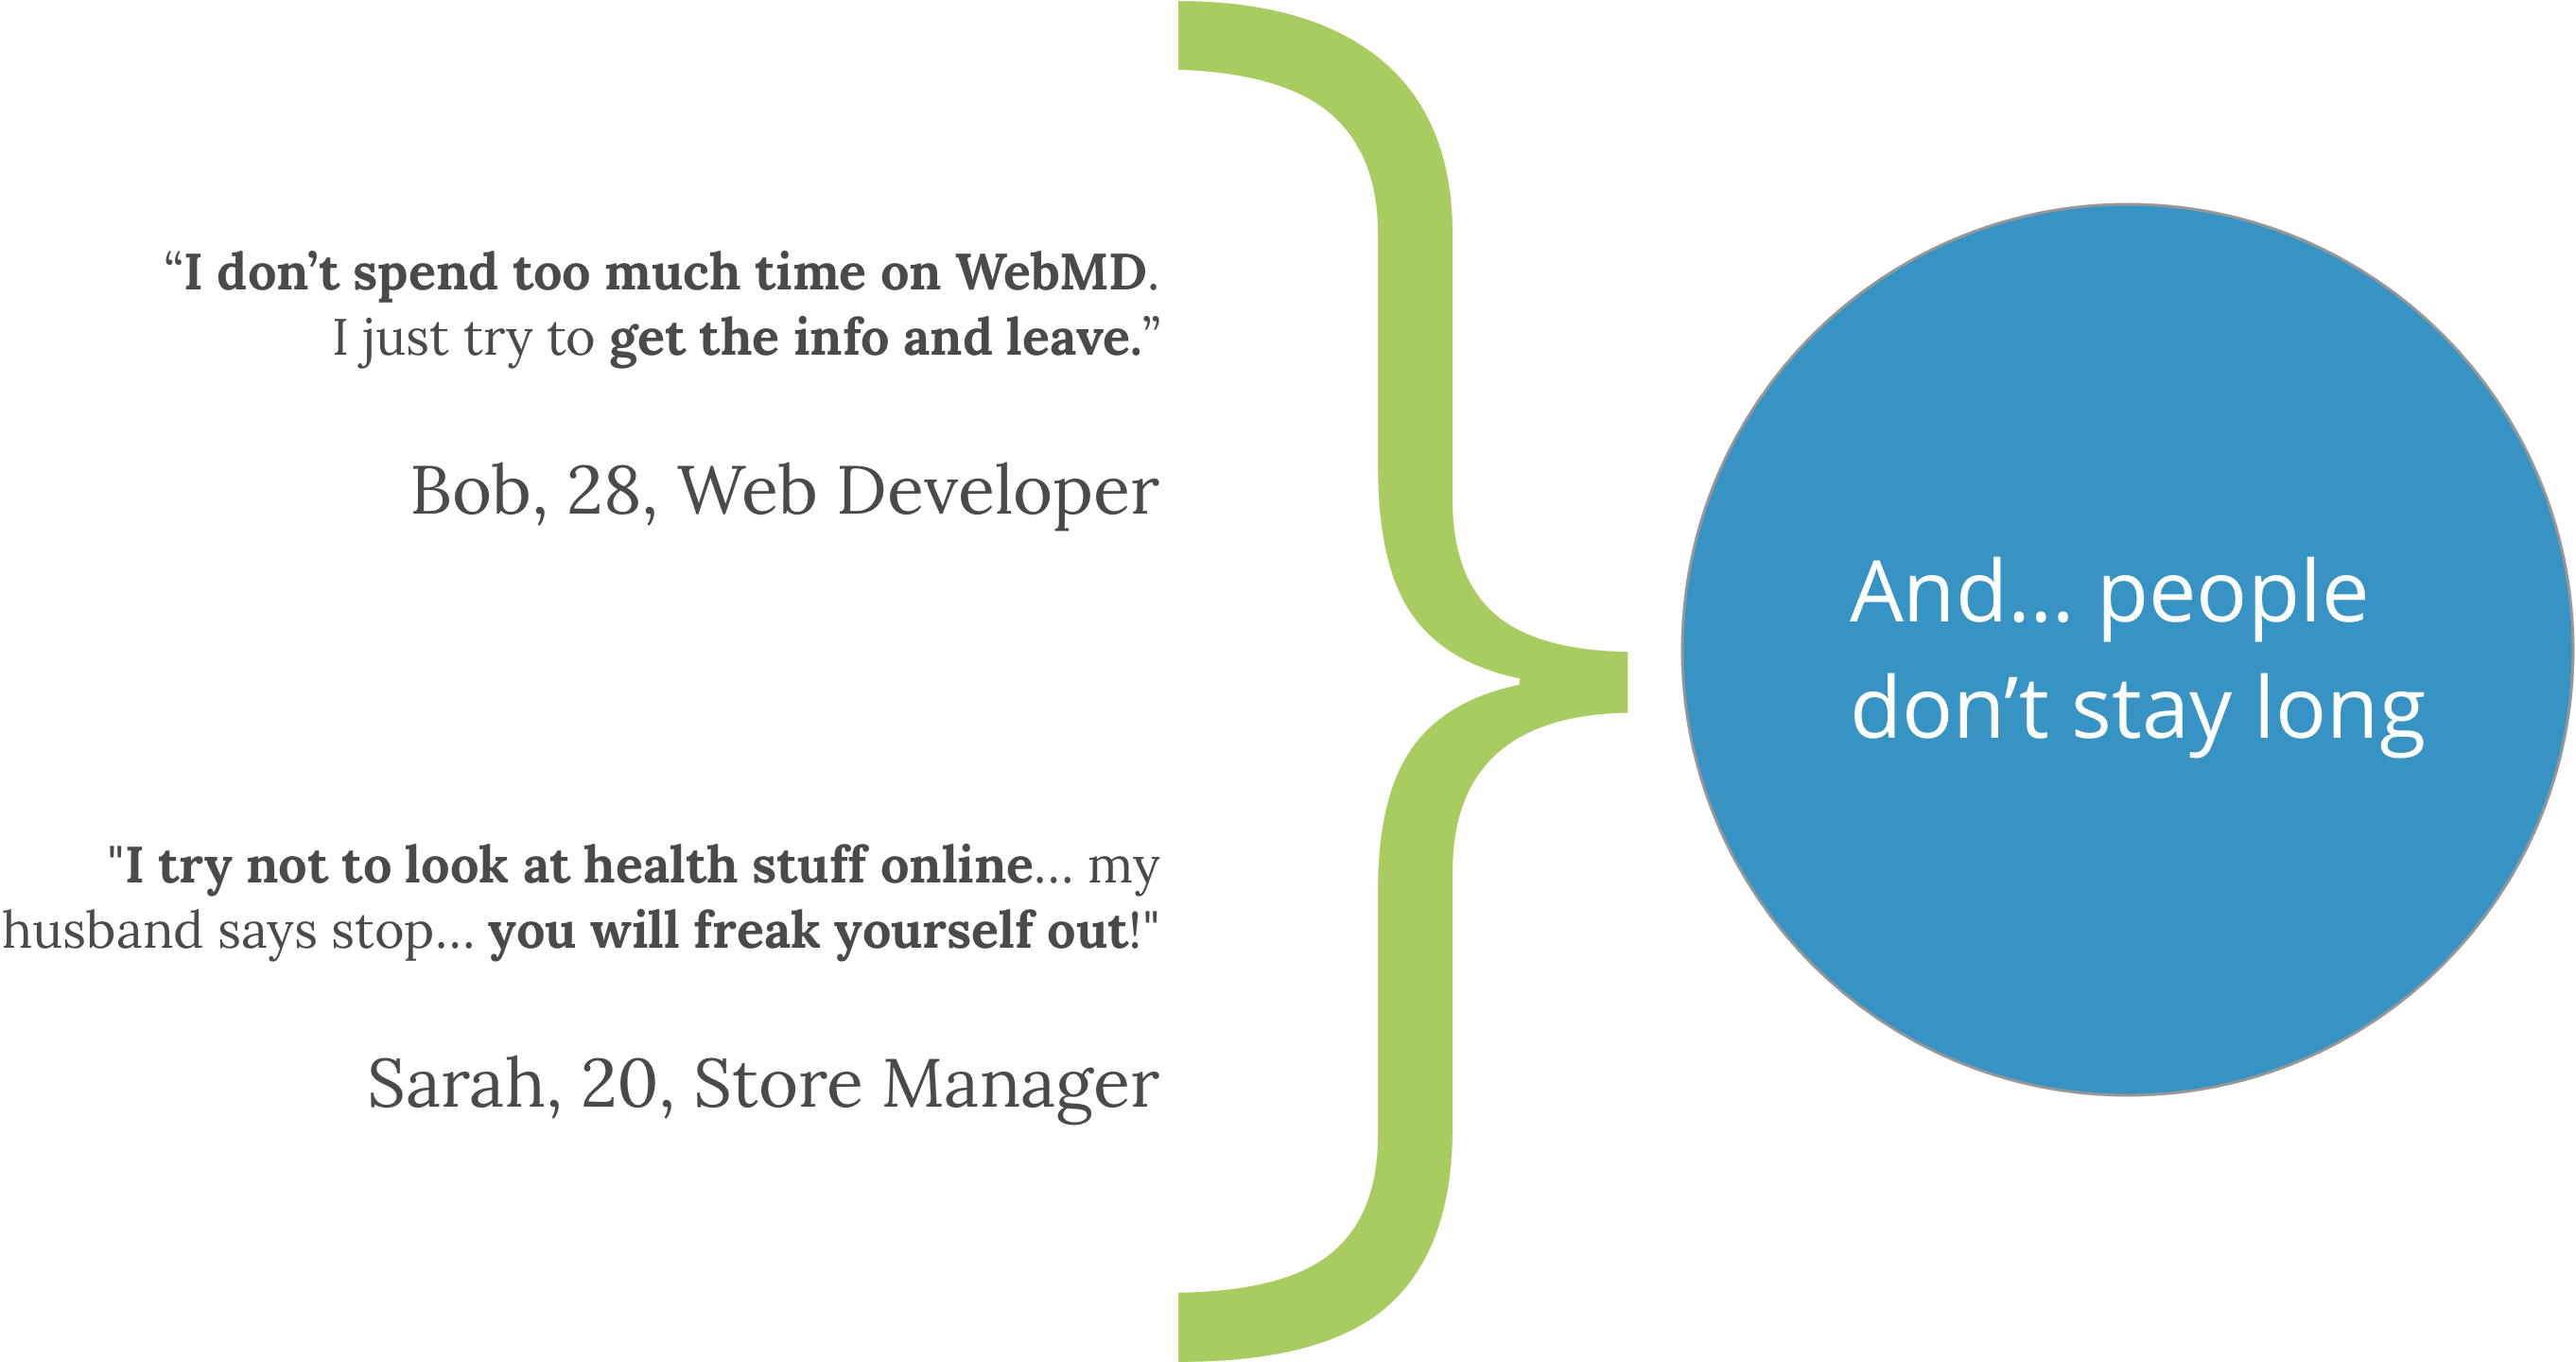 “I don’t spend too much time on WebMD.
I just try to get the info and leave.”
Bob, 28, Web Developer
"I try not to look at health stuff online... my
husband says stop... you will freak yourself out!"
Sarah, 20, Store Manager
And... people
don’t stay long